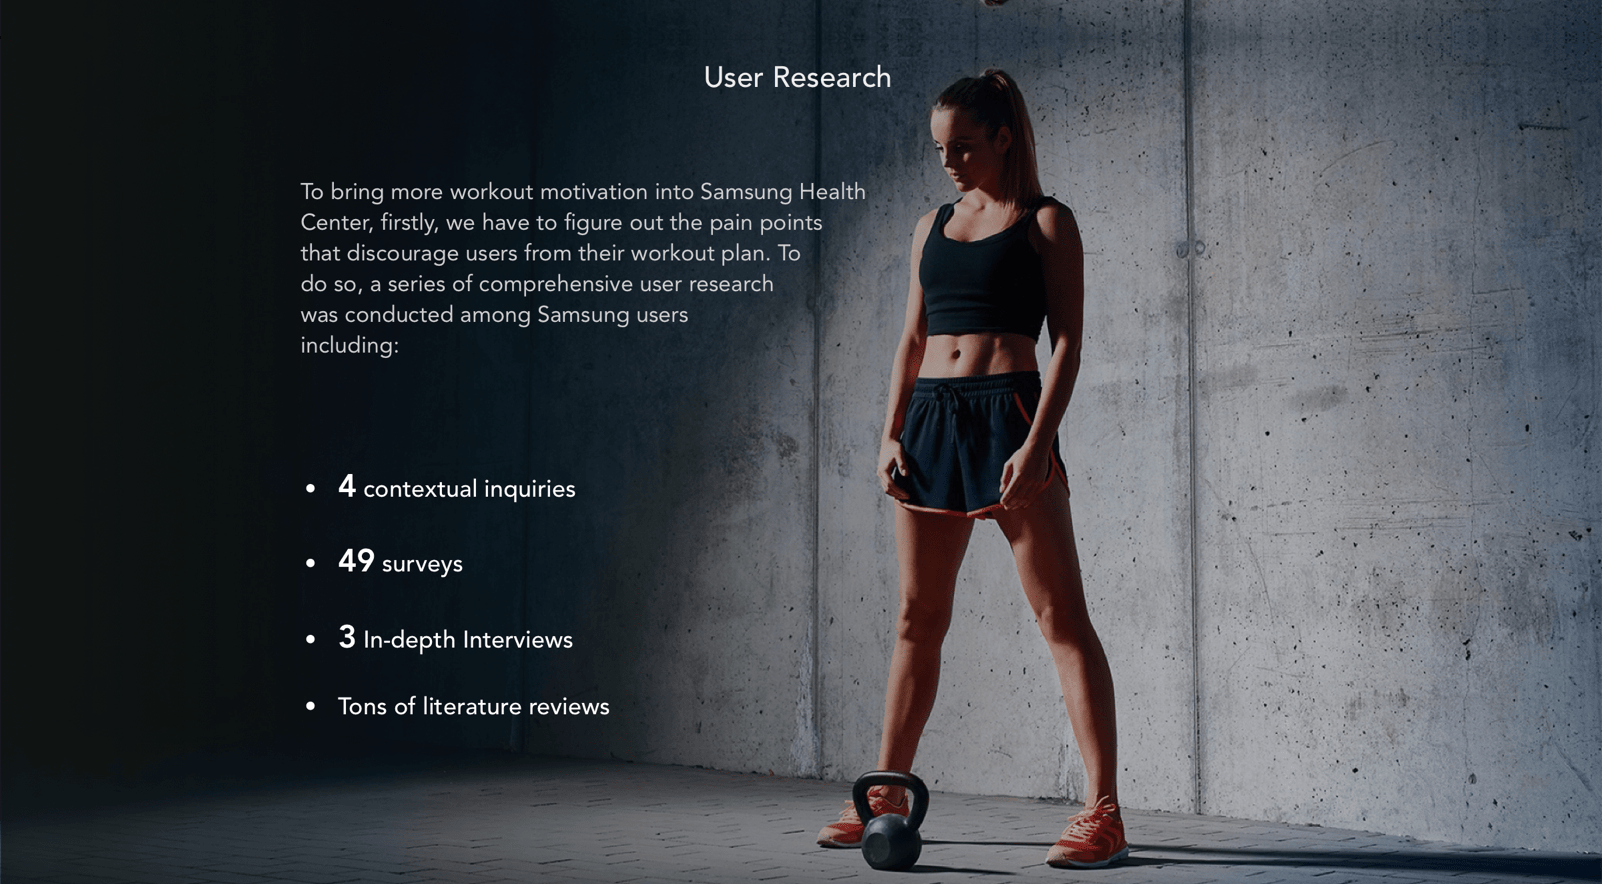 User Research
To bring more workout motivation into Samsung Health
Center, firstly, we have to figure out the pain points
that discourage users from their workout plan. To
do so, a series of comprehensive user research
was conducted among Samsung users
including:
• 4 contextual inquiries
• 49 surveys
• 3 In-depth Interviews
• Tons of literature reviews